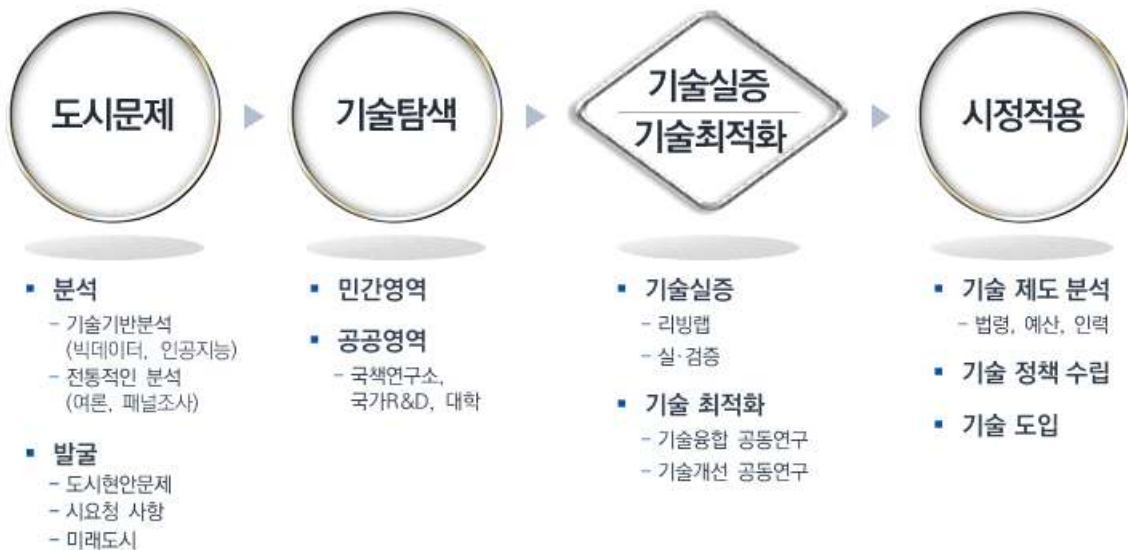 도시문제
기술탐색
기술실증
기술최적화
시정적용
▪ 분석
– 기술기반분석
(빅데이터, 인공지능)
– 전통적인 분석
(여론, 패널조사)
▪ 발굴
– 도시현안문제
– 시요청 사항
– 미래도시
▪ 민간영역
▪ 공공영역
– 국책연구소,
국가R&D, 대학
▪ 기술실증
– 리빙랩
– 실·검증
▪ 기술 최적화
– 기술융합 공동연구
– 기술개선 공동연구
▪ 기술 제도 분석
– 법령, 예산, 인력
▪ 기술 정책 수립
▪ 기술 도입